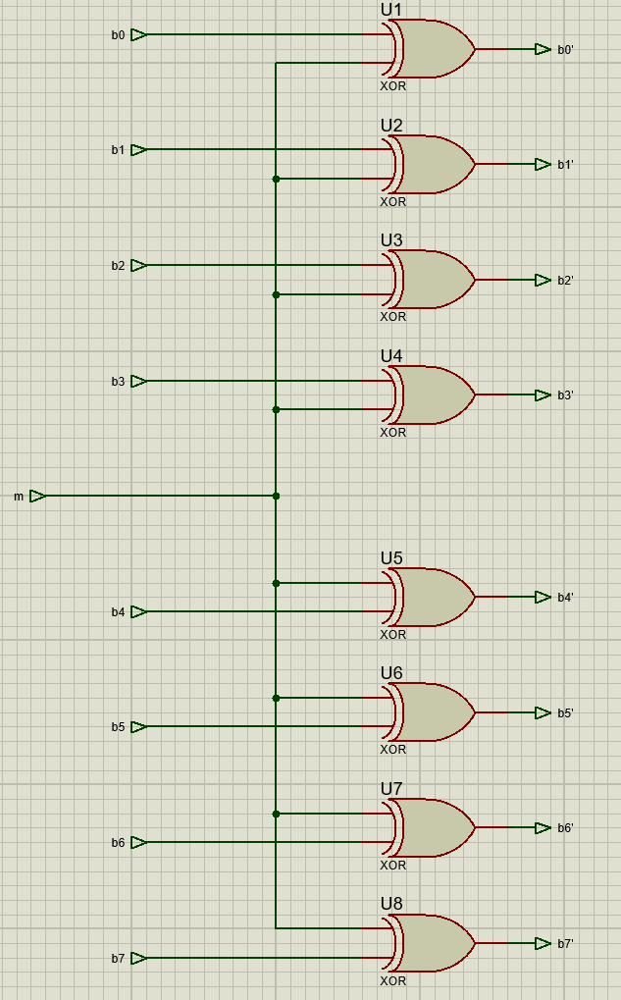 U1
b0
b0'
XOR
U2
b1
b1'
XOR
U3
b2
b2'
XOR
U4
b3
b3'
XOR
m
U5
b4
b4'
XOR
U6
b5
b5'
XOR
U7
b6
b6'
XOR
U8
b7
b7'
XOR